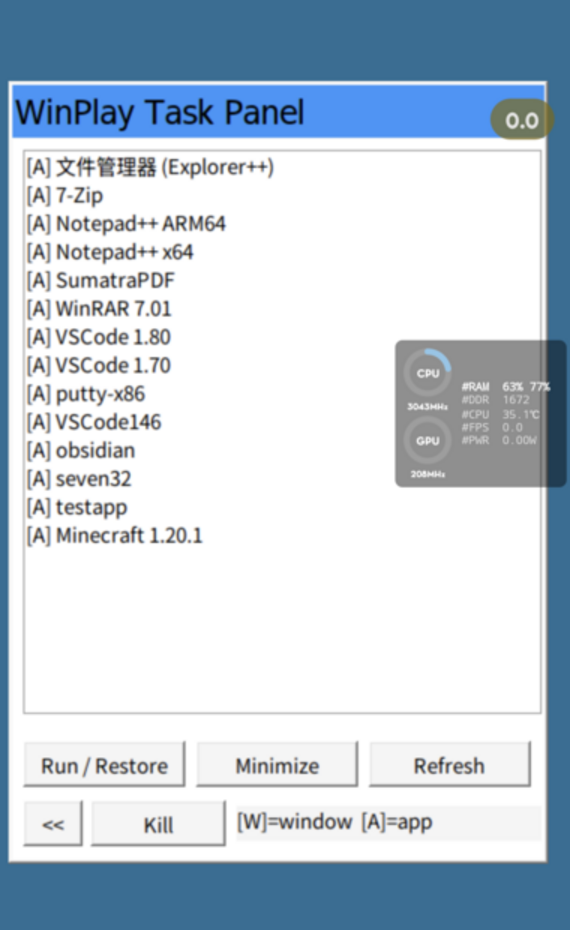 WinPlay Task Panel
0.0
[A] 文件管理器 (Explorer++)
[A] 7-Zip
[A] Notepad++ ARM64
[A] Notepad++ x64
[A] SumatraPDF
[A] WinRAR 7.01
[A] VSCode 1.80
[A] VSCode 1.70
[A] putty-x86
[A] VSCode146
[A] obsidian
[A] seven32
[A] testapp
[A] Minecraft 1.20.1
CPU
3043MHz
GPU
208MHz
#RAM 63% 77%
#DDR 1672
#CPU 35.1℃
#FPS 0.0
#PWR 0.00W
Run / Restore
Minimize
Refresh
<<
Kill
[W]=window [A]=app